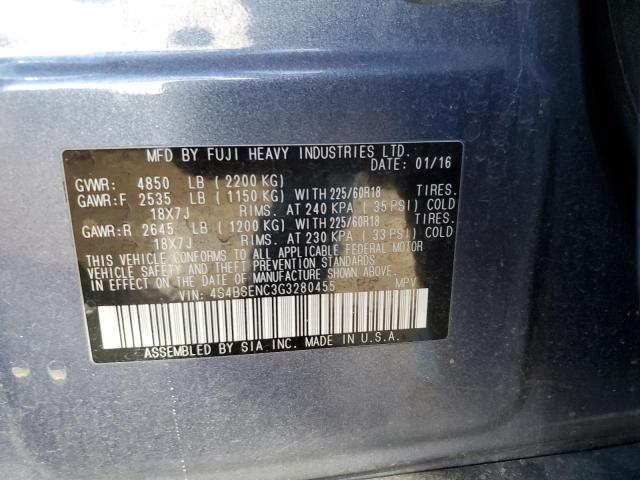 MFD BY FUJI HEAVY INDUSTRIES LTD.
DATE: 01/16
GVWR: 4850 LB (2200 KG)
GAWR:F 2535 LB (1150 KG) WITH 225/60R18 TIRES.
18X7J RIMS. AT 240 KPA (35 PSI) COLD
GAWR:R 2645 LB (1200 KG) WITH 225/60R18 TIRES.
18X7J RIMS. AT 230 KPA (33 PSI) COLD
THIS VEHICLE CONFORMS TO ALL APPLICABLE FEDERAL MOTOR
VEHICLE SAFETY AND THEFT PREVENTION STANDARDS
IN EFFECT ON THE DATE OF MANUFACTURE SHOWN ABOVE.
VIN: 4S4BSENC3G3280455 MPV
ASSEMBLED BY SIA INC. IN U.S.A.